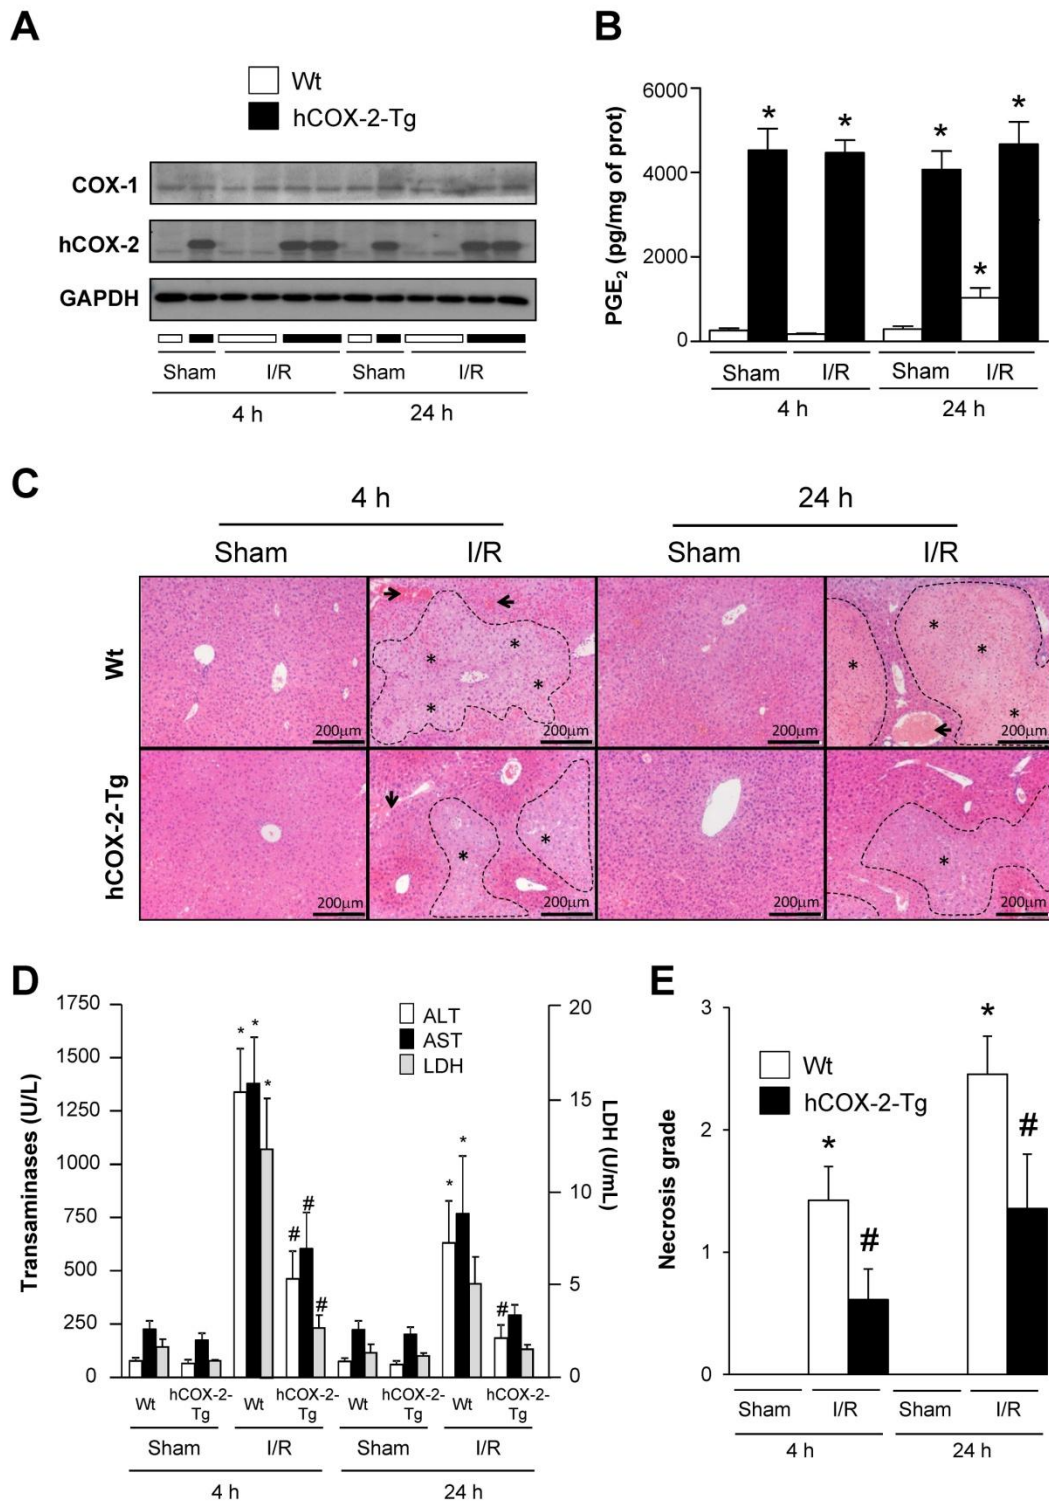 A
Wt
hCOX-2-Tg
COX-1
hCOX-2
GAPDH
Sham I/R Sham I/R
4 h 24 h
B
PGE2 (pg/mg of prot)
6000
4000
2000
0
* * * * *
Sham I/R Sham I/R
4 h 24 h
C
4 h 24 h
Sham I/R Sham I/R
Wt
* * * * * * * *
200μm 200μm 200μm 200μm
hCOX-2-Tg
* * *
200μm 200μm 200μm 200μm
D
Transaminases (U/L)
1750
1500
1250
1000
750
500
250
0
ALT
AST
LDH
* * * # # # * * #
20
15
10
5
0
LDH (U/mL)
Wt hCOX-2-Tg Wt hCOX-2-Tg Wt hCOX-2-Tg Wt hCOX-2-Tg
Sham I/R Sham I/R
4 h 24 h
E
Necrosis grade
3
2
1
0
Wt
hCOX-2-Tg
* # * #
Sham I/R Sham I/R
4 h 24 h